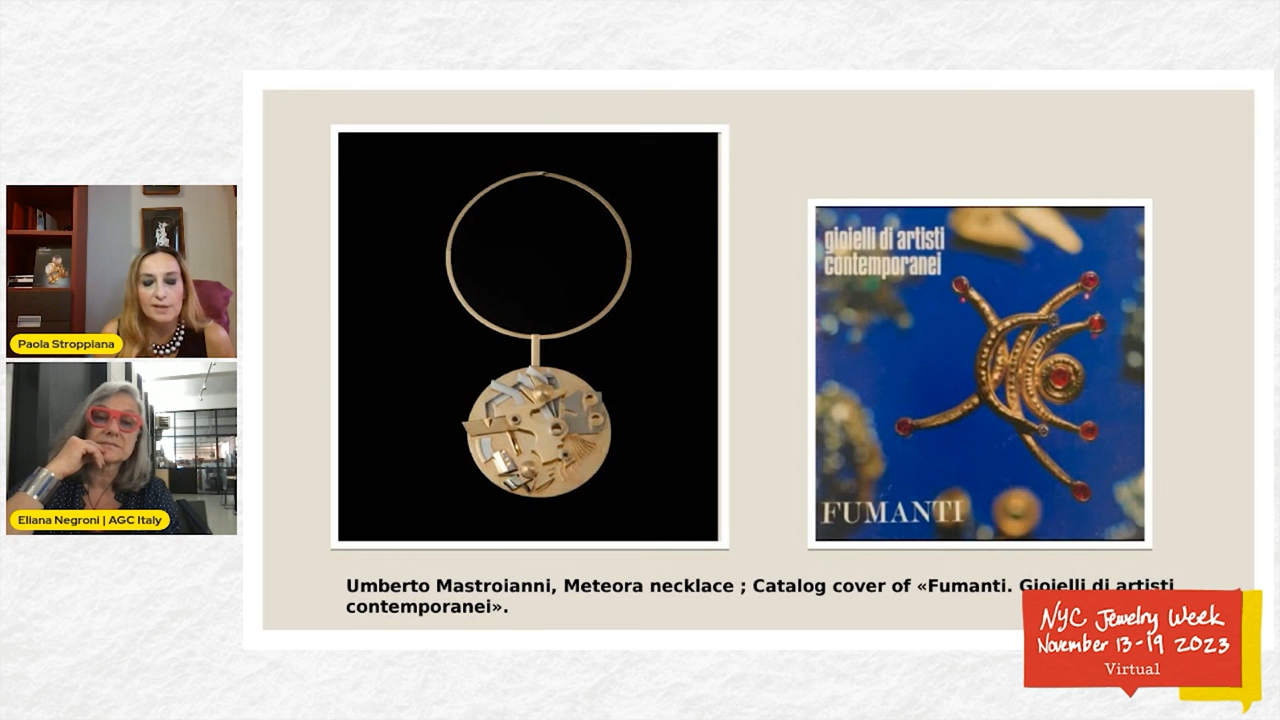 Paola Stroppiana
Eliana Negroni | AGC Italy
gioielli di artisti
contemporanei
FUMANTI
Umberto Mastroianni, Meteora necklace ; Catalog cover of «Fumanti. Gioielli di artisti
contemporanei».
NYC Jewelry Week
November 13-19 2023
Virtual